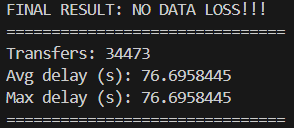 FINAL RESULT: NO DATA LOSS!!!
===============================
Transfers: 34473
Avg delay (s): 76.6958445
Max delay (s): 76.6958445
===============================